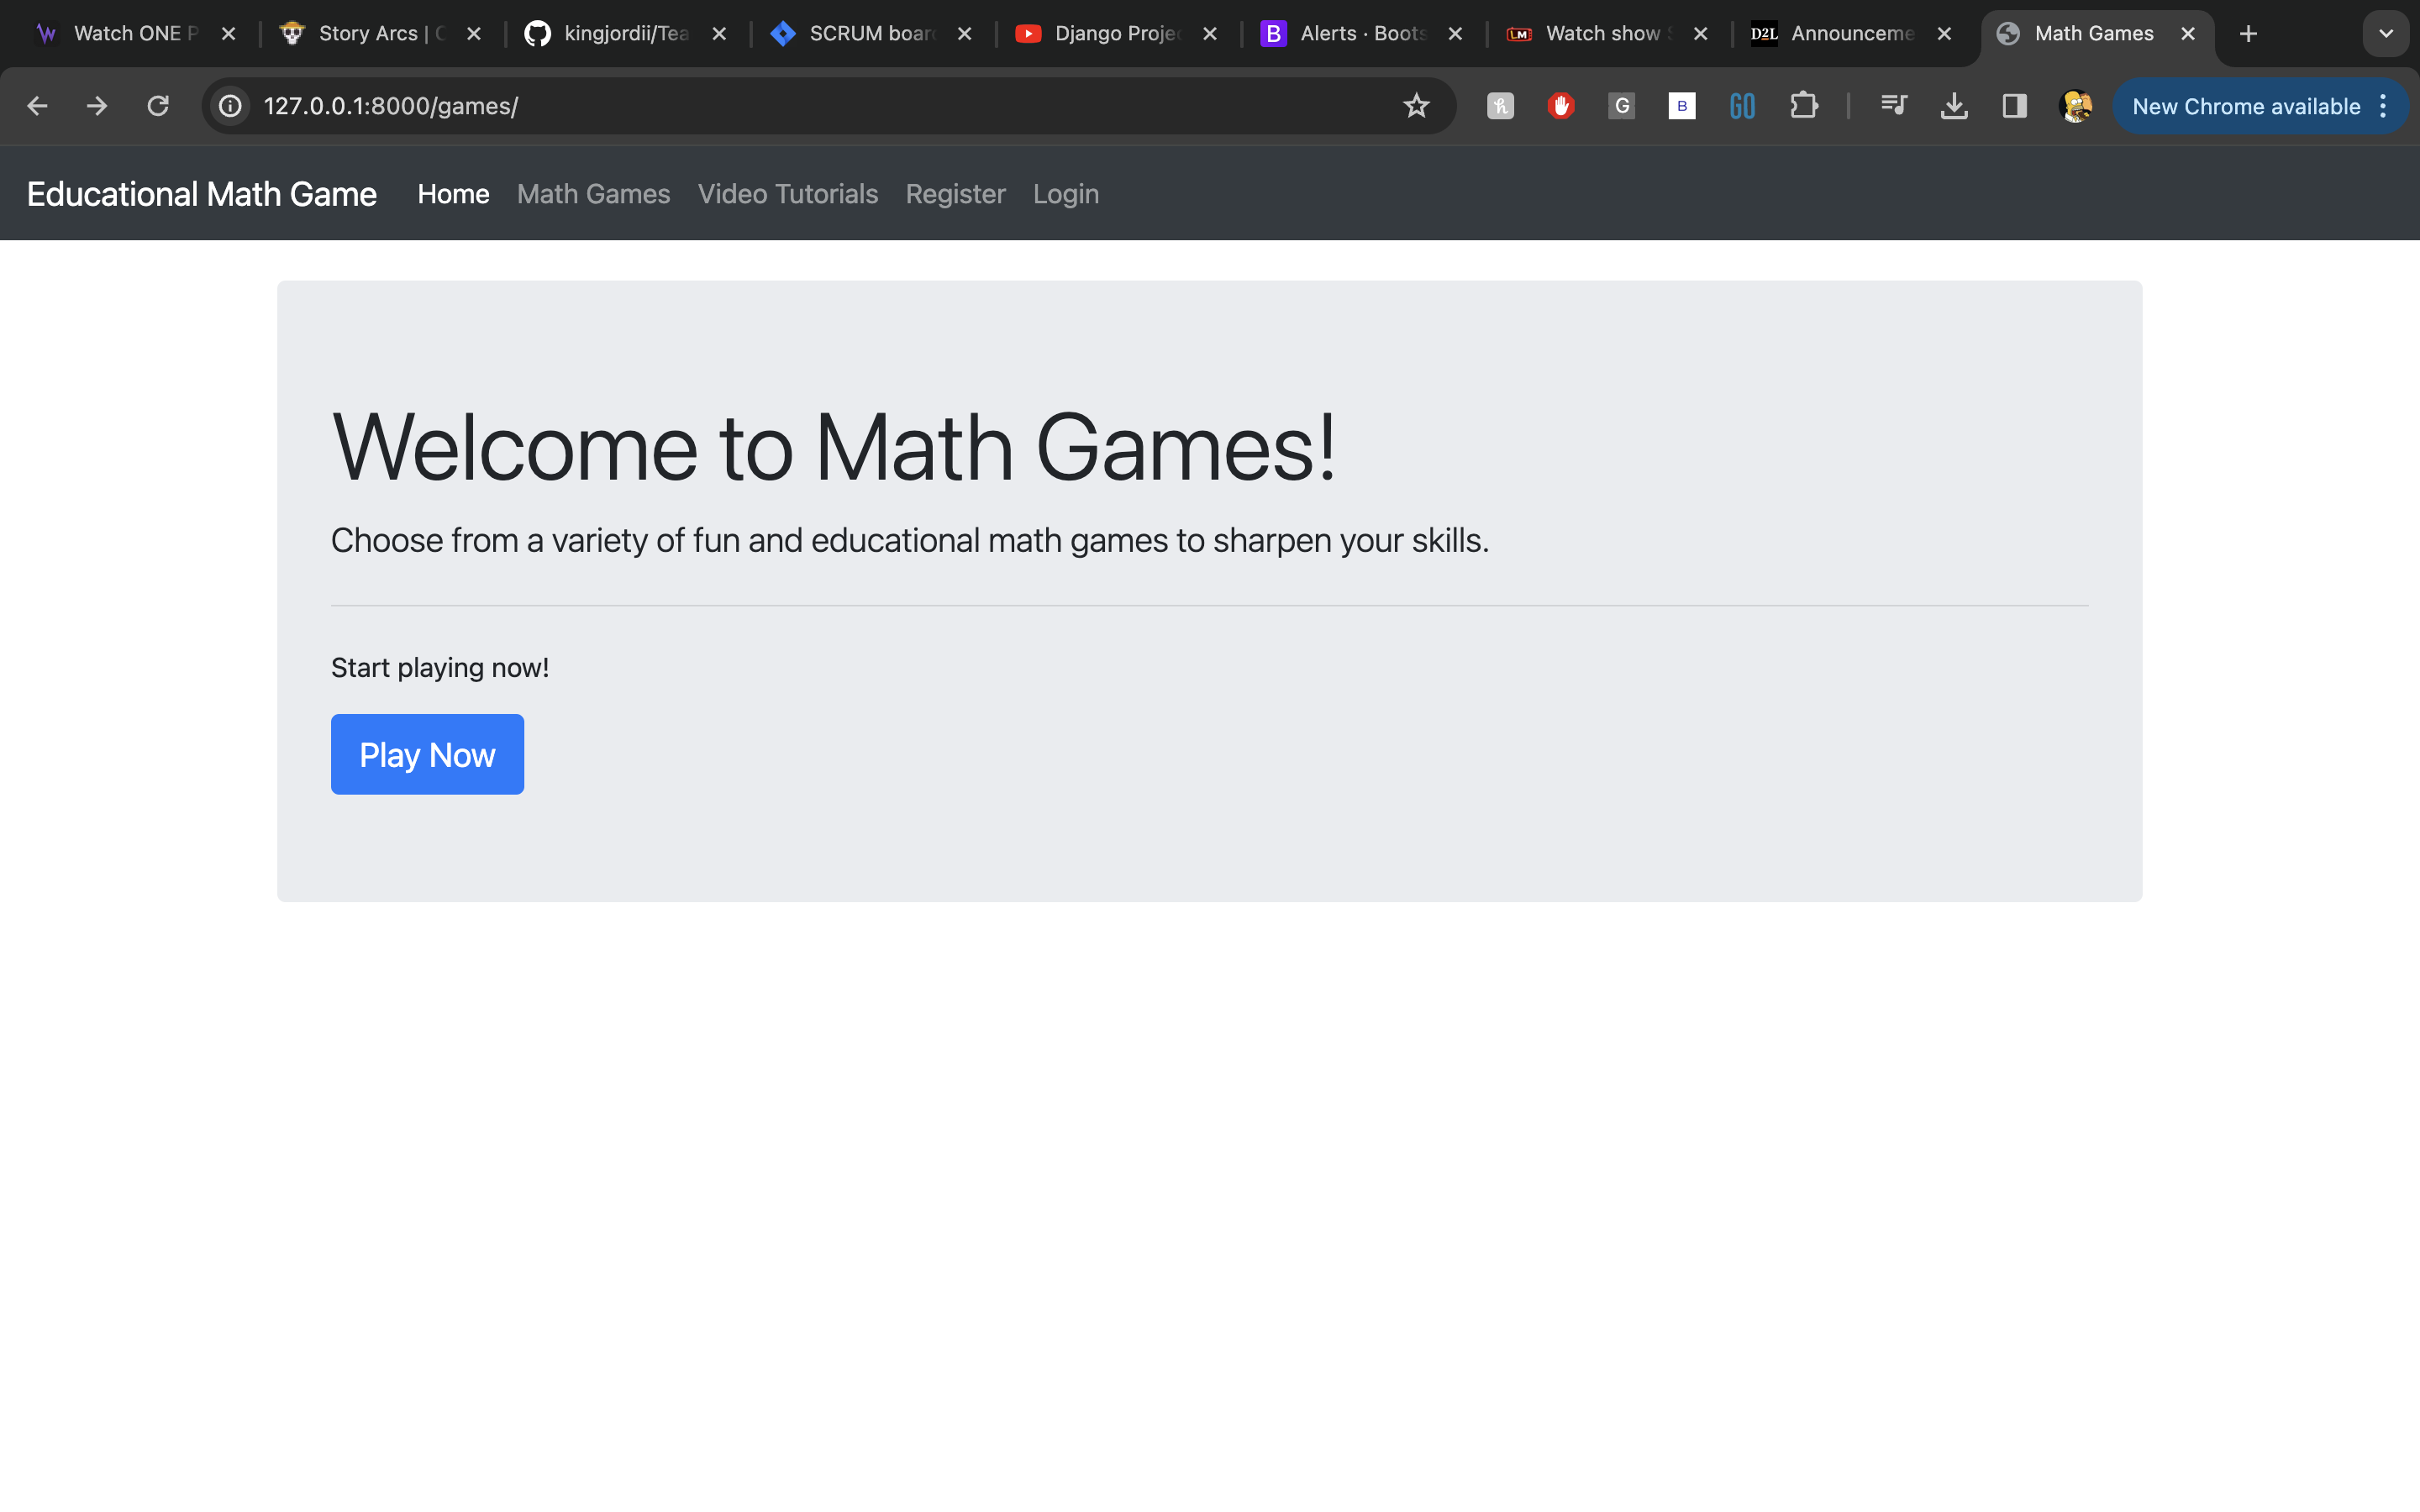 Watch ONE P
Story Arcs | C
kingjordii/Tea
SCRUM boar
Django Proje
Alerts · Boots
LM Watch show S
D2L Announceme
Math Games
127.0.0.1:8000/games/
G B GO
New Chrome available
Educational Math Game Home Math Games Video Tutorials Register Login
Welcome to Math Games!
Choose from a variety of fun and educational math games to sharpen your skills.
Start playing now!
Play Now